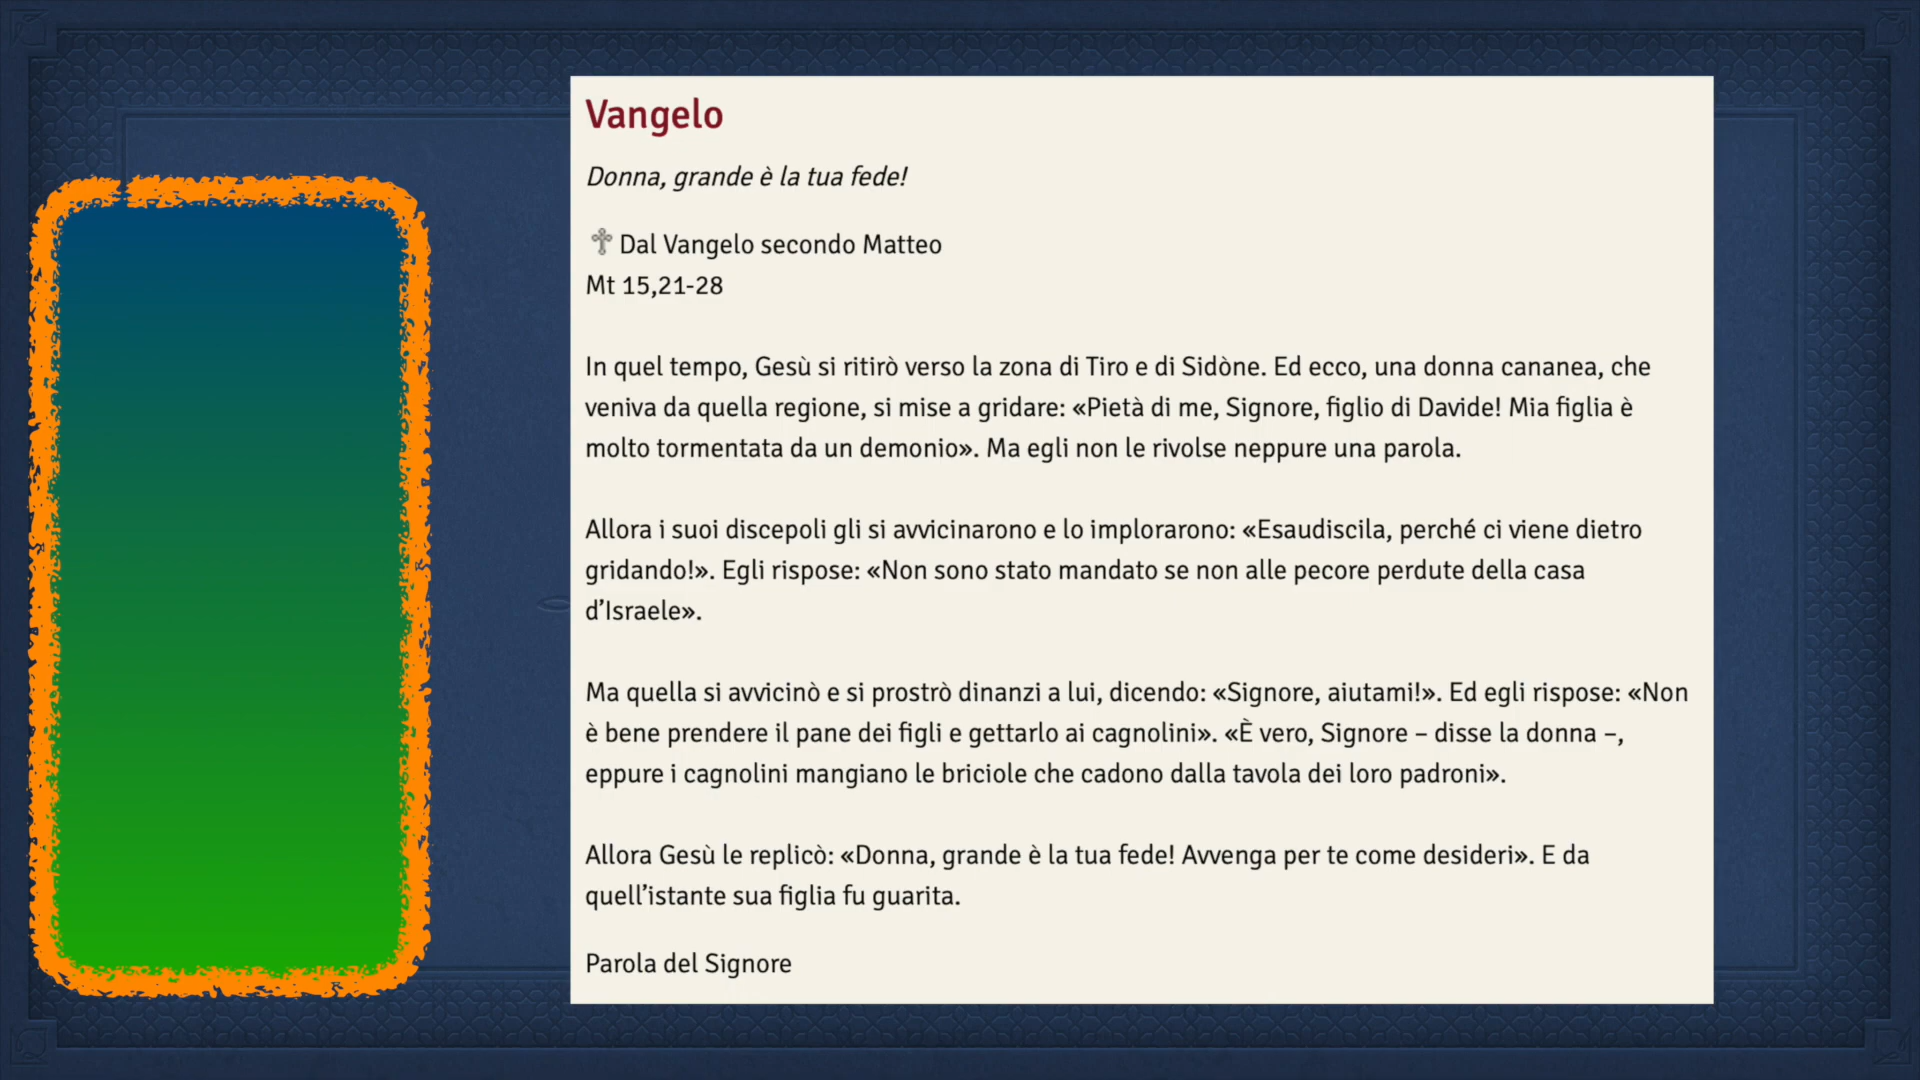 Vangelo
Donna, grande è la tua fede!
✝ Dal Vangelo secondo Matteo
Mt 15,21-28
In quel tempo, Gesù si ritirò verso la zona di Tiro e di Sidòne. Ed ecco, una donna cananea, che
veniva da quella regione, si mise a gridare: «Pietà di me, Signore, figlio di Davide! Mia figlia è
molto tormentata da un demonio». Ma egli non le rivolse neppure una parola.
Allora i suoi discepoli gli si avvicinarono e lo implorarono: «Esaudiscila, perché ci viene dietro
gridando!». Egli rispose: «Non sono stato mandato se non alle pecore perdute della casa
d’Israele».
Ma quella si avvicinò e si prostrò dinanzi a lui, dicendo: «Signore, aiutami!». Ed egli rispose: «Non
è bene prendere il pane dei figli e gettarlo ai cagnolini». «È vero, Signore – disse la donna –,
eppure i cagnolini mangiano le briciole che cadono dalla tavola dei loro padroni».
Allora Gesù le replicò: «Donna, grande è la tua fede! Avvenga per te come desideri». E da
quell’istante sua figlia fu guarita.
Parola del Signore